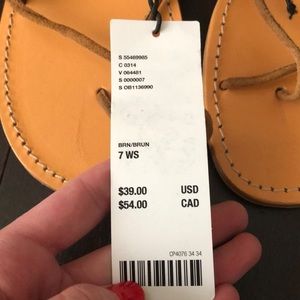 S 55469985
C 0314
V 064481
S 0000007
S OB1136990
BRN/BRUN
7 WS
$39.00 USD
$54.00 CAD
CP4076 34 34